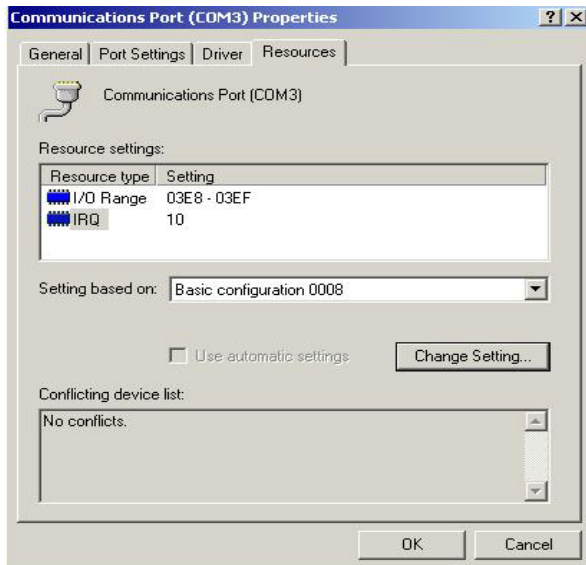 Communications Port (COM3) Properties
General Port Settings Driver Resources
Communications Port (COM3)
Resource settings:
Resource type Setting
I/O Range 03E8 - 03EF
IRQ 10
Setting based on: Basic configuration 0008
Use automatic settings Change Setting...
Conflicting device list:
No conflicts.
OK Cancel